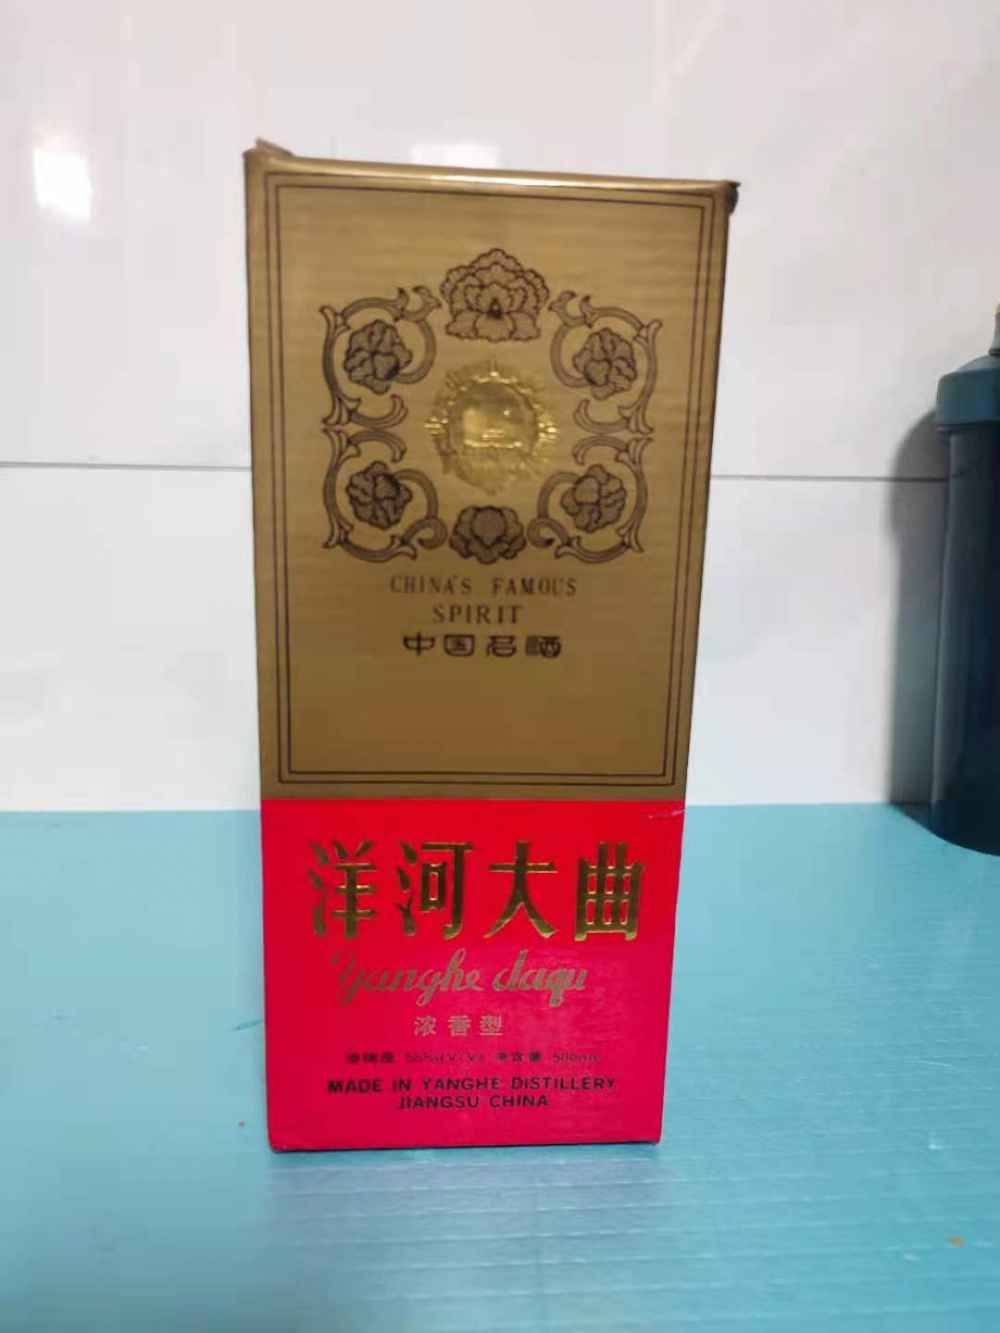 CHINA'S FAMOUS
SPIRIT
中国名酒
洋河大曲
Yanghe daqu
浓香型
MADE IN YANGHE DISTILLERY
JIANGSU CHINA